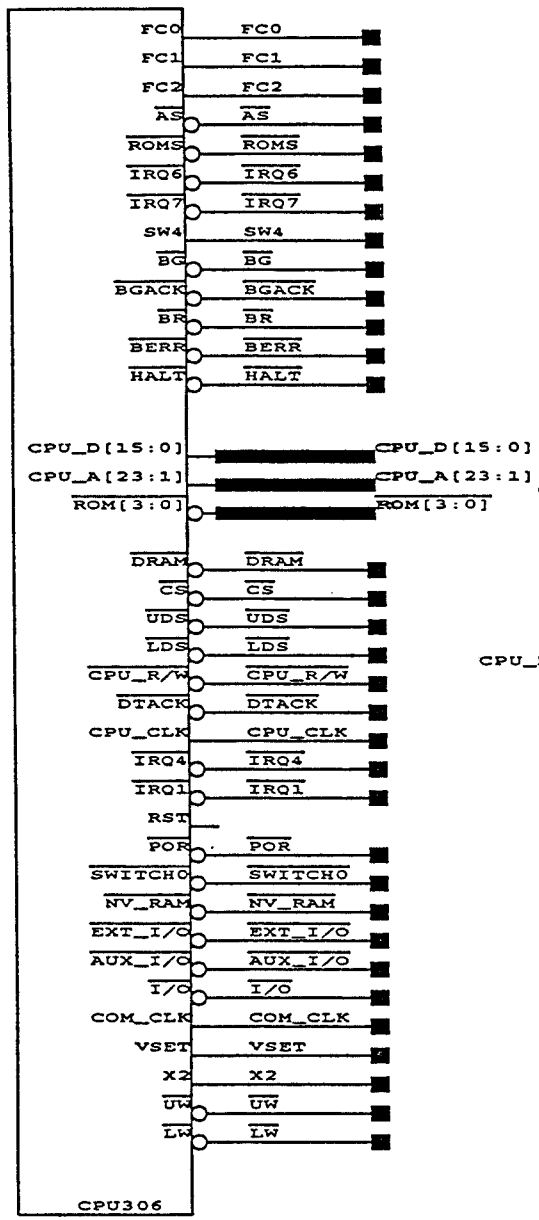 FC0 FC0
FC1 FC1
FC2 FC2
AS AS
ROMS ROMS
IRQ6 IRQ6
IRQ7 IRQ7
SW4 SW4
BG BG
BGACK BGACK
BR BR
BERR BERR
HALT HALT
CPU_D[15:0] CPU_D[15:0]
CPU_A[23:1] CPU_A[23:1]
ROM[3:0] ROM[3:0]
DRAM DRAM
CS CS
UDS UDS
LDS LDS
CPU_
CPU_R/W CPU_R/W
DTACK DTACK
CPU_CLK CPU_CLK
IRQ4 IRQ4
IRQ1 IRQ1
RST
POR POR
SWITCH0 SWITCH0
NV_RAM NV_RAM
EXT_I/O EXT_I/O
AUX_I/O AUX_I/O
I/O I/O
COM_CLK COM_CLK
VSET VSET
X2 X2
UW UW
LW LW
CPU306